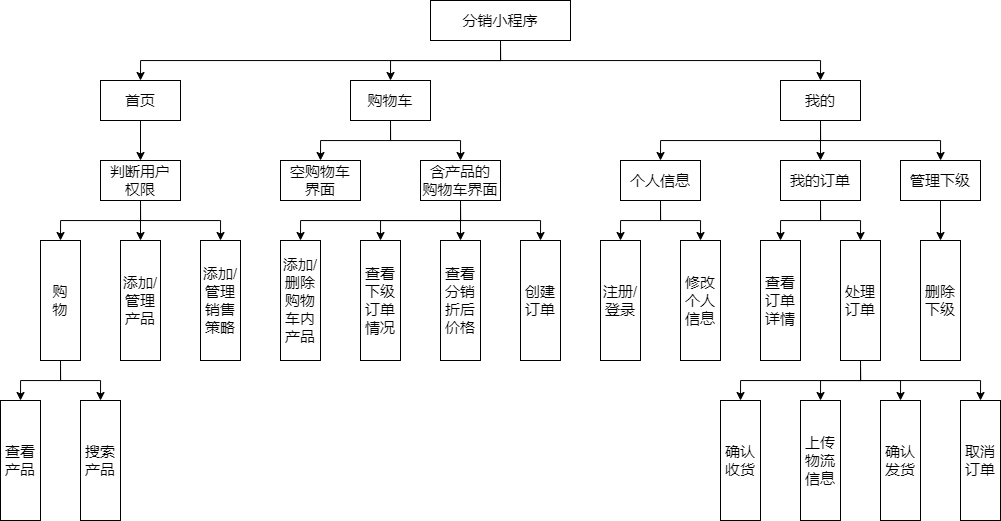 分销小程序
首页
购物车
我的
判断用户
权限
空购物车
界面
含产品的
购物车界面
个人信息
我的订单
管理下级
购
物
添加/
管理
产品
添加/
管理
销售
策略
添加/
删除
购物
车内
产品
查看
下级
订单
情况
查看
分销
折后
价格
创建
订单
注册/
登录
修改
个人
信息
查看
订单
详情
处理
订单
删除
下级
查看
产品
搜索
产品
确认
收货
上传
物流
信息
确认
发货
取消
订单